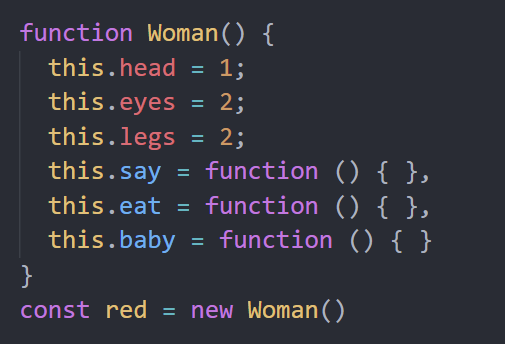 function Woman() {
  this.head = 1;
  this.eyes = 2;
  this.legs = 2;
  this.say = function () { },
  this.eat = function () { },
  this.baby = function () { }
}
const red = new Woman()